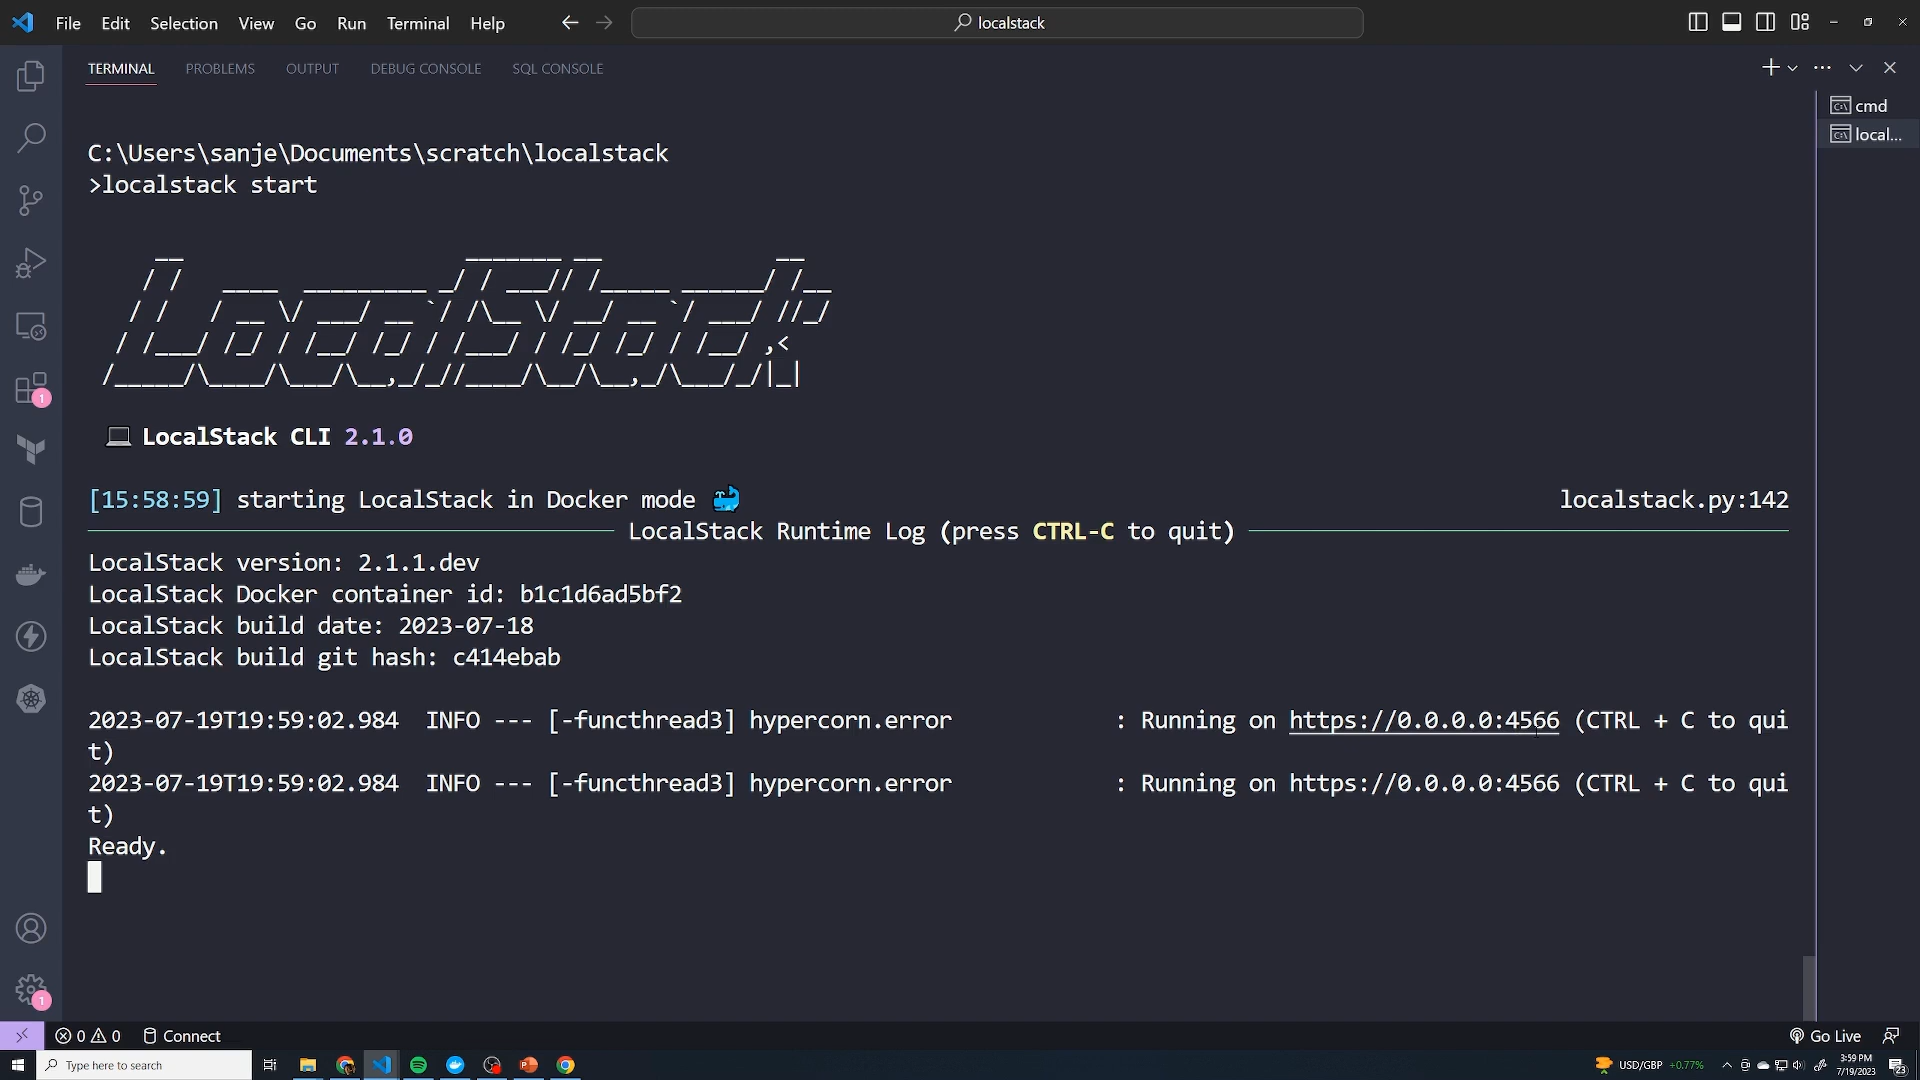 File Edit Selection View Go Run Terminal Help
localstack
TERMINAL PROBLEMS OUTPUT DEBUG CONSOLE SQL CONSOLE
cmd
local...
C:\Users\sanje\Documents\scratch\localstack
>localstack start
LocalStack
LocalStack CLI 2.1.0
[15:58:59] starting LocalStack in Docker mode 🐳 localstack.py:142
LocalStack Runtime Log (press CTRL-C to quit)
LocalStack version: 2.1.1.dev
LocalStack Docker container id: b1c1d6ad5bf2
LocalStack build date: 2023-07-18
LocalStack build git hash: c414ebab
2023-07-19T19:59:02.984 INFO --- [-functhread3] hypercorn.error : Running on https://0.0.0.0:4566 (CTRL + C to qui
t)
2023-07-19T19:59:02.984 INFO --- [-functhread3] hypercorn.error : Running on https://0.0.0.0:4566 (CTRL + C to qui
t)
Ready.
1
1
0 0 Connect
Go Live
Type here to search
USD/GBP +0.77%
3:59 PM
7/19/2023
23